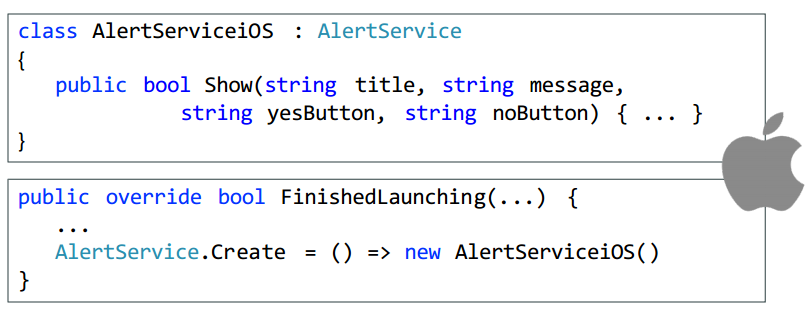 class AlertServiceiOS : AlertService
{
public bool Show(string title, string message,
string yesButton, string noButton) { ... }
}
public override bool FinishedLaunching(...) {
...
AlertService.Create = () => new AlertServiceiOS()
}